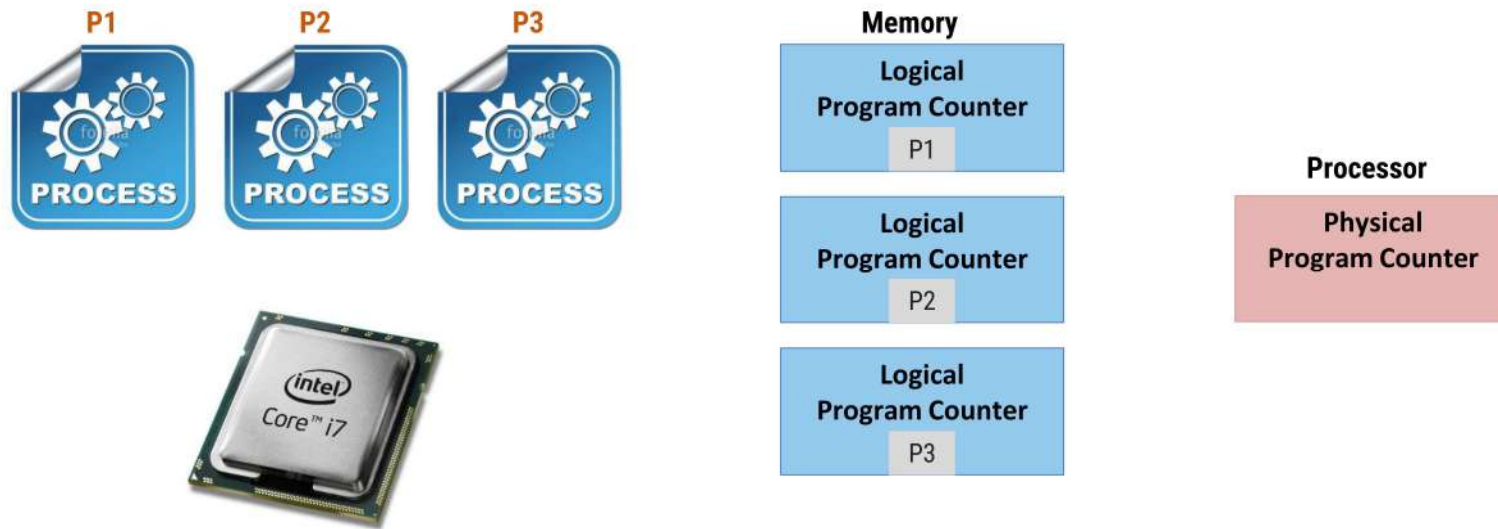 P1
P2
P3
PROCESS
PROCESS
PROCESS
intel
Core™ i7
Memory
Logical
Program Counter
P1
Logical
Program Counter
P2
Logical
Program Counter
P3
Processor
Physical
Program Counter